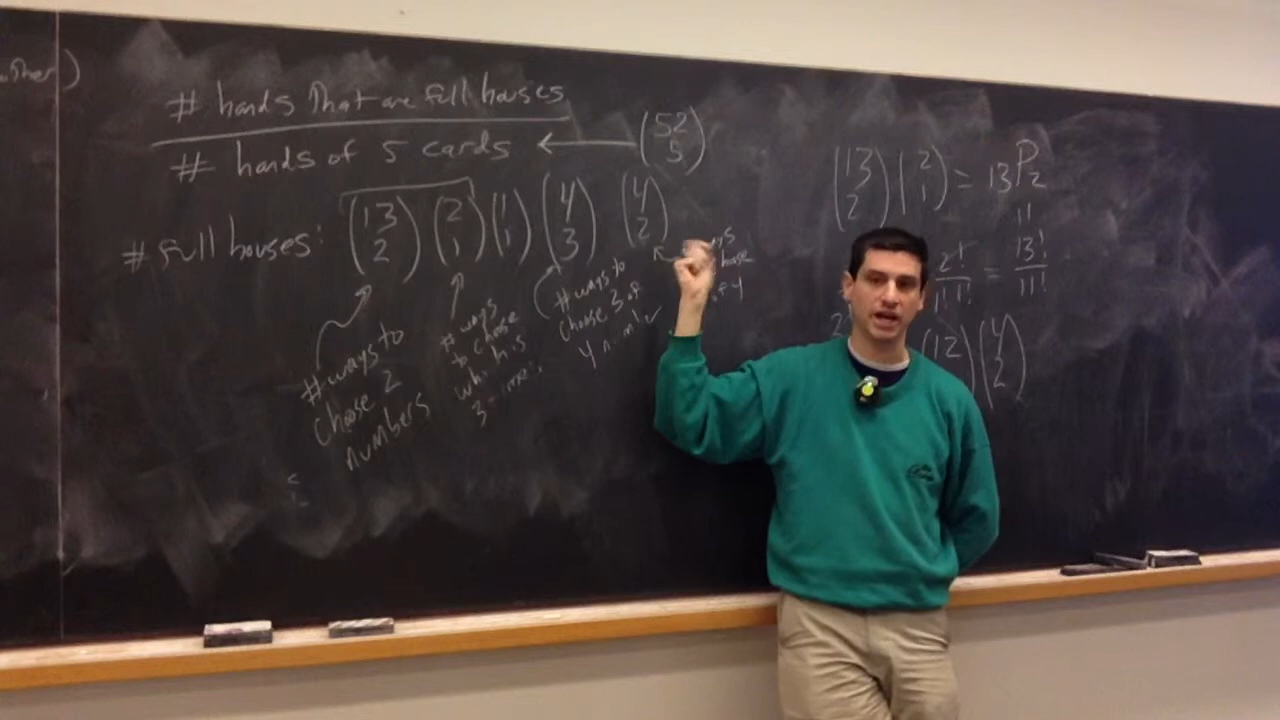 # hands that are full houses
# hands of 5 cards ← (52 5)
# full houses: (13 2) (2 1) (1 1) (4 3) (4 2)
# ways to
choose 2
numbers
# ways
to choose
which is
3
# ways to
choose 3 of
4
of 4
(13 2) (2 1) = 13P2
2!/1!1! = 13!/11!
(12) (4 2)